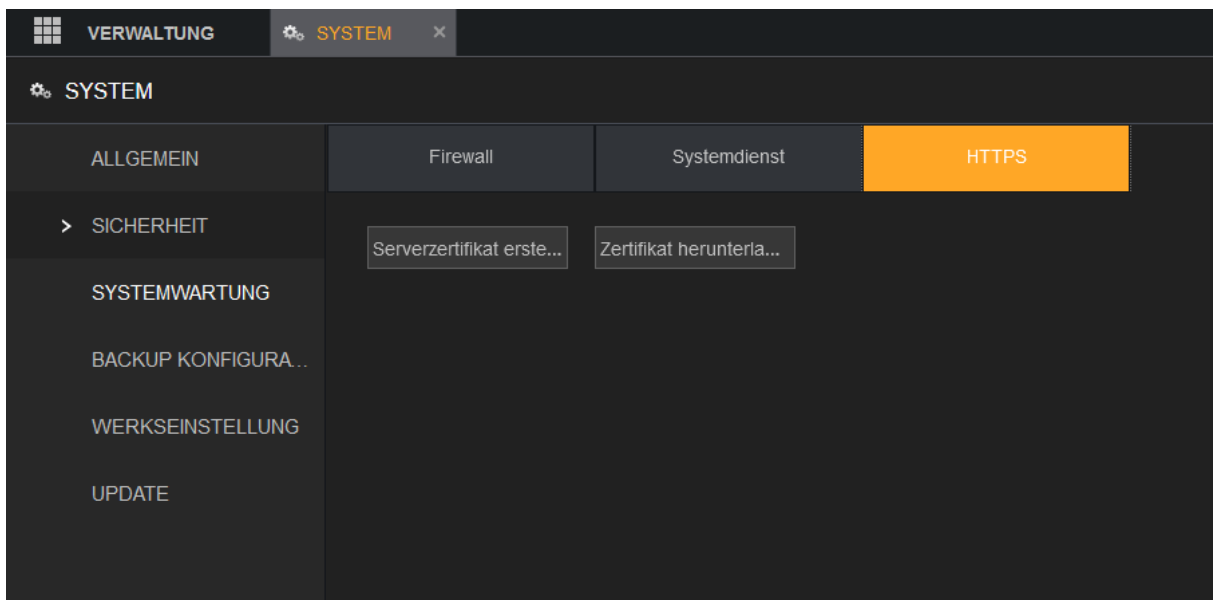 VERWALTUNG
SYSTEM ×
SYSTEM
ALLGEMEIN
SICHERHEIT
SYSTEMWARTUNG
BACKUP KONFIGURA...
WERKSEINSTELLUNG
UPDATE
Firewall
Systemdienst
HTTPS
Serverzertifikat erste...
Zertifikat herunterla...